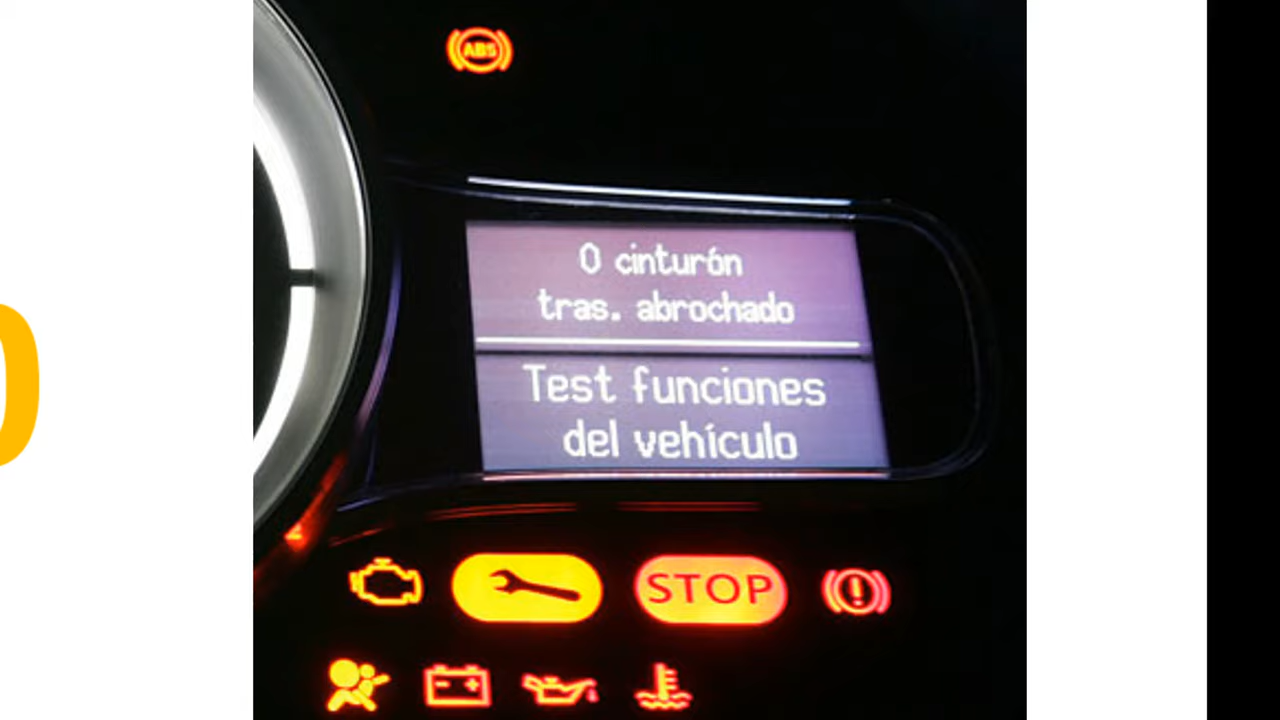 ABS
0 cinturón
tras. abrochado
Test funciones
del vehículo
STOP